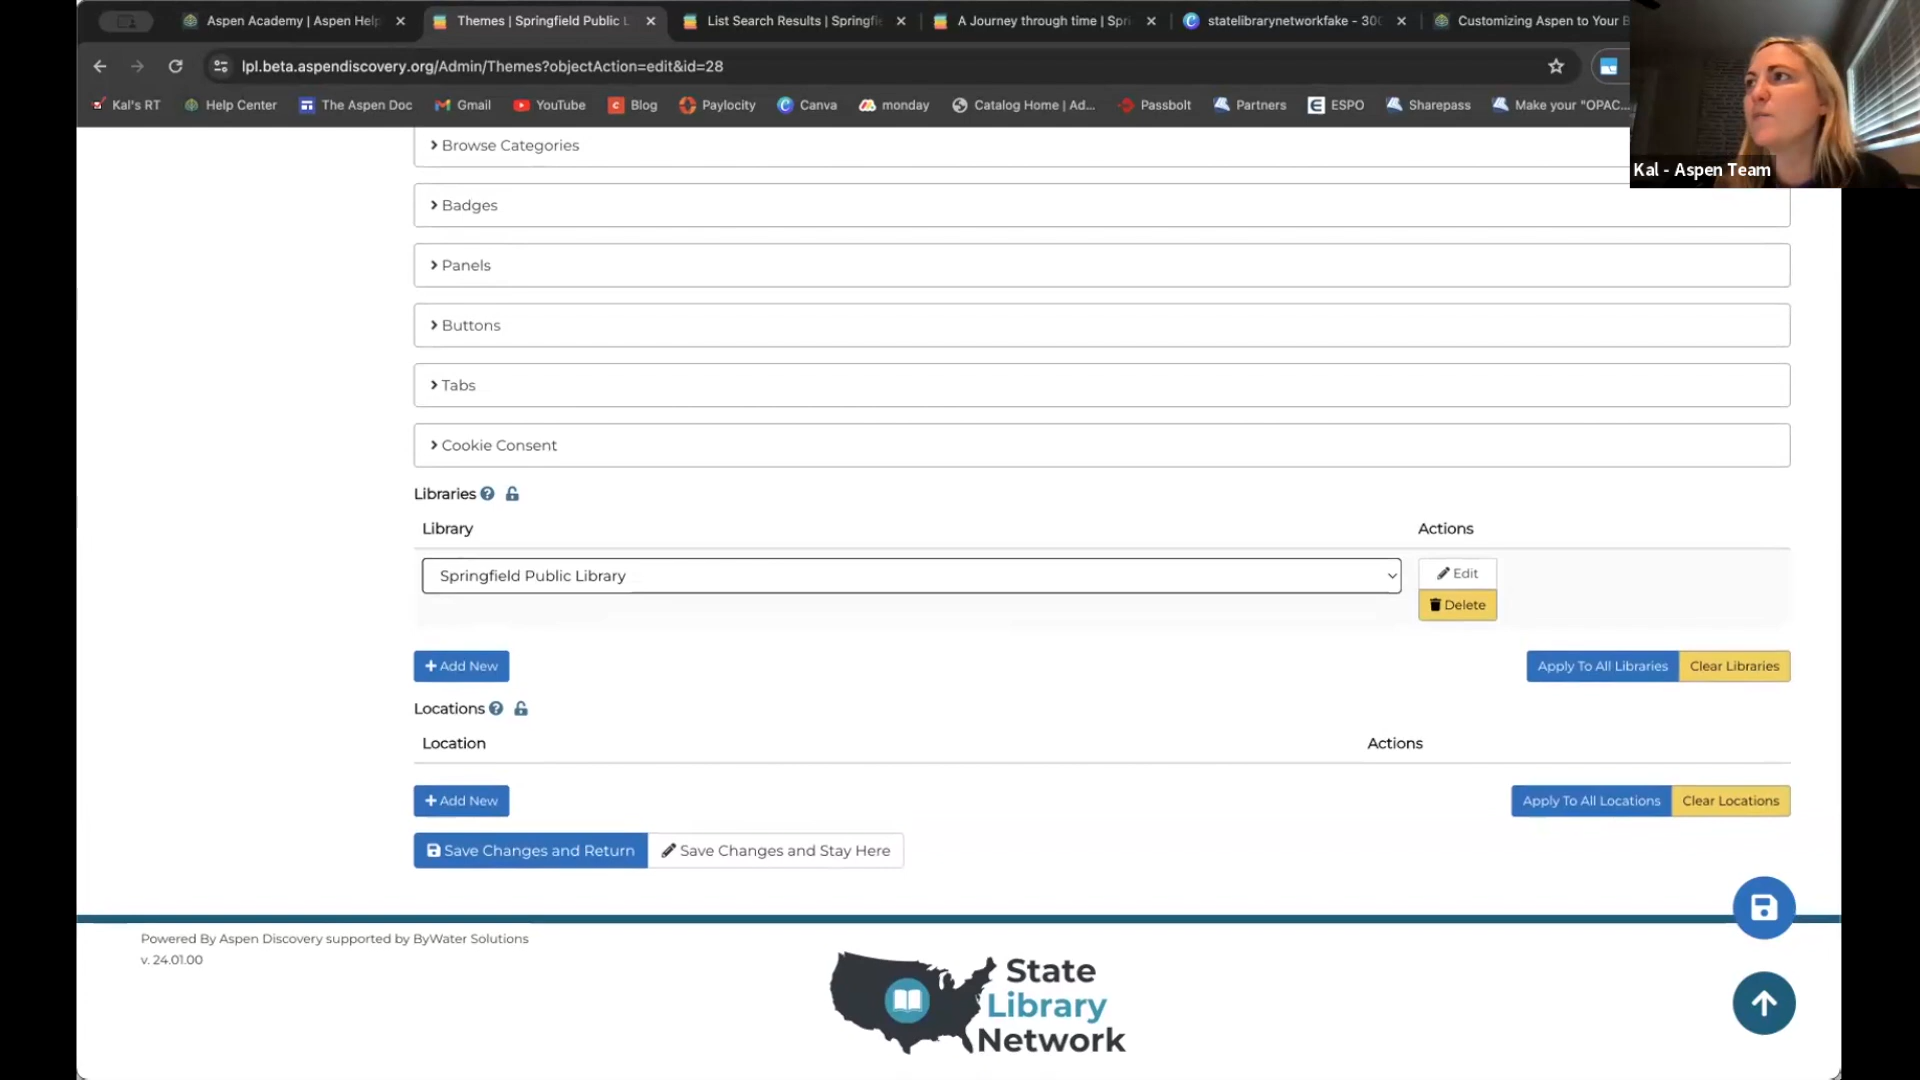 Aspen Academy | Aspen Help
Themes | Springfield Public L
List Search Results | Springfie
A Journey through time | Spri
statelibrarynetworkfake - 300
Customizing Aspen to Your B
lpl.beta.aspendiscovery.org/Admin/Themes?objectAction=edit&id=28
Kal's RT
Help Center
The Aspen Doc
Gmail
YouTube
Blog
Paylocity
Canva
monday
Catalog Home | Ad...
Passbolt
Partners
ESPO
Sharepass
Make your "OPAC...
Kal - Aspen Team
Browse Categories
Badges
Panels
Buttons
Tabs
Cookie Consent
Libraries
Library
Actions
Springfield Public Library
Edit
Delete
Add New
Apply To All Libraries
Clear Libraries
Locations
Location
Actions
Add New
Apply To All Locations
Clear Locations
Save Changes and Return
Save Changes and Stay Here
Powered By Aspen Discovery supported by ByWater Solutions
v. 24.01.00
State
Library
Network